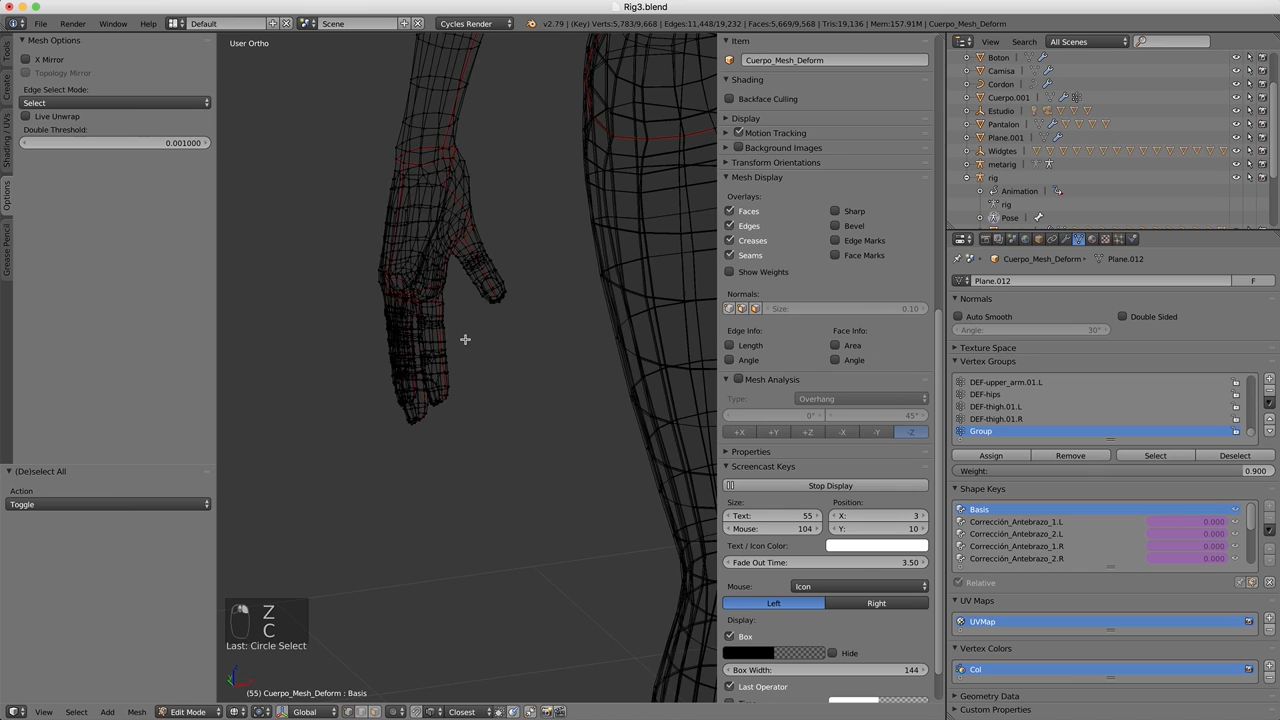 Rig3.blend
File
Render
Window
Help
Default
Scene
Cycles Render
v2.79 | (Key) Verts:5,783/9,668 | Edges:11,448/19,232 | Faces:5,669/9,568 | Tris:19,136 | Mem:157.91M | Cuerpo_Mesh_Deform
Tools
Create
Shading / UVs
Options
Grease Pencil
Mesh Options
X Mirror
Topology Mirror
Edge Select Mode:
Select
Live Unwrap
Double Threshold:
0.001000
(De)select All
Action
Toggle
User Ortho
Z
C
Last: Circle Select
(55) Cuerpo_Mesh_Deform : Basis
View
Select
Add
Mesh
Edit Mode
Global
Closest
Item
Cuerpo_Mesh_Deform
Shading
Backface Culling
Display
Motion Tracking
Background Images
Transform Orientations
Mesh Display
Overlays:
Faces
Sharp
Edges
Bevel
Creases
Edge Marks
Seams
Face Marks
Show Weights
Normals:
Size: 0.10
Edge Info:
Face Info:
Length
Area
Angle
Angle
Mesh Analysis
Type: Overhang
0°
45°
+X
+Y
+Z
-X
-Y
-Z
Properties
Screencast Keys
Stop Display
Size:
Position:
Text: 55
X: 3
Mouse: 104
Y: 10
Text / Icon Color:
Fade Out Time: 3.50
Mouse:
Icon
Left
Right
Display:
Box
Hide
Box Width: 144
Last Operator
View
Search
All Scenes
Boton
Camisa
Cordon
Cuerpo.001
Estudio
Pantalon
Plane.001
Widgtes
metarig
rig
Animation
rig
Pose
Cuerpo_Mesh_Deform
Plane.012
Plane.012
F
Normals
Auto Smooth
Double Sided
Angle: 30°
Texture Space
Vertex Groups
DEF-upper_arm.01.L
DEF-hips
DEF-thigh.01.L
DEF-thigh.01.R
Group
Assign
Remove
Select
Deselect
Weight: 0.900
Shape Keys
Basis
Corrección_Antebrazo_1.L 0.000
Corrección_Antebrazo_2.L 0.000
Corrección_Antebrazo_1.R 0.000
Corrección_Antebrazo_2.R 0.000
Relative
UV Maps
UVMap
Vertex Colors
Col
Geometry Data
Custom Properties